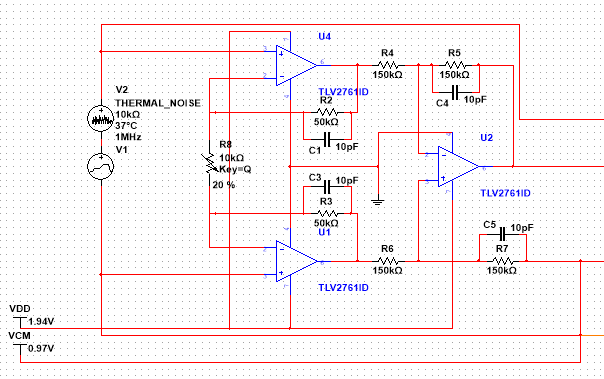 U4
R4
R5
150kΩ
150kΩ
TLV2761ID
C4
10pF
V2
THERMAL_NOISE
10kΩ
37°C
1MHz
V1
R2
50kΩ
C1
10pF
R8
10kΩ
Key=Q
20 %
U2
TLV2761ID
C3
10pF
R3
50kΩ
U1
TLV2761ID
R6
150kΩ
C5
10pF
R7
150kΩ
VDD
1.94V
VCM
0.97V